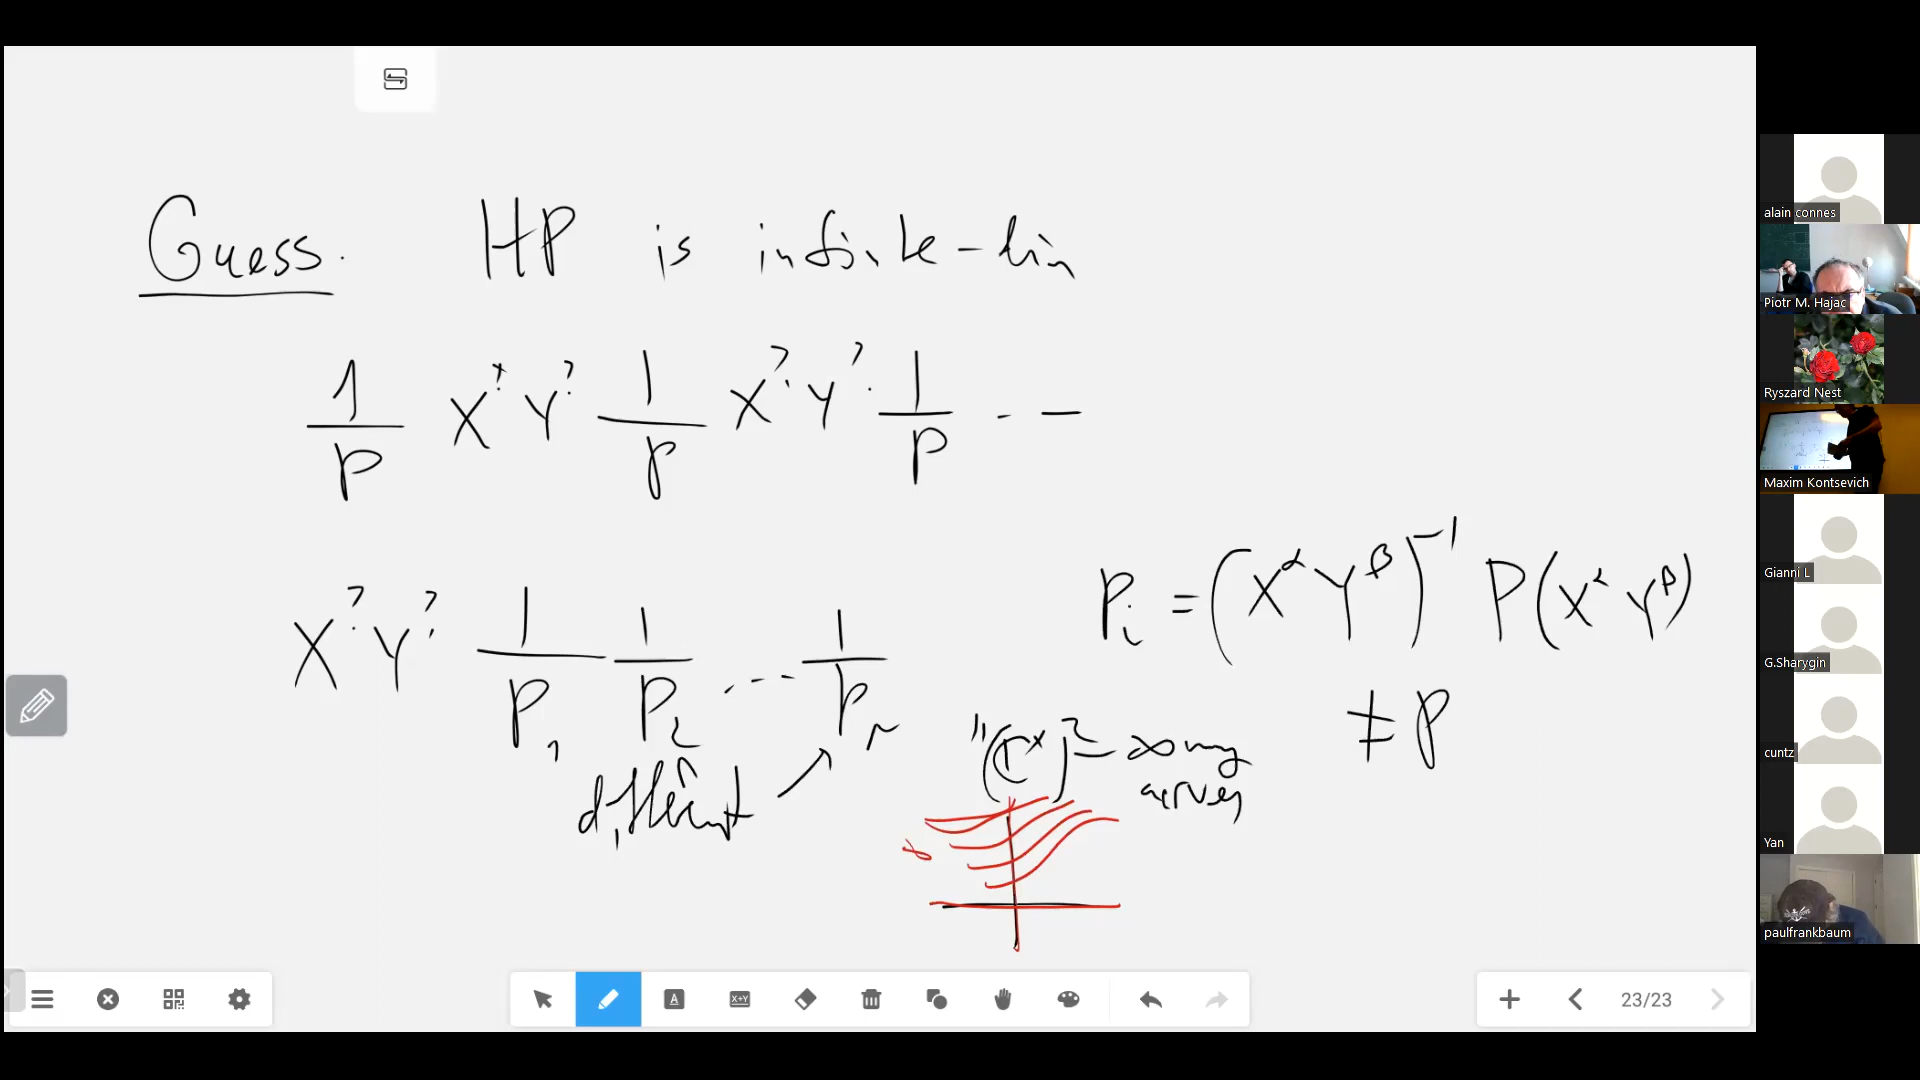 Guess. HP is infinite-dim
1/P X^? Y^? 1/P X^? Y^? 1/P . . —
X^? Y^? 1/P_1 1/P_2 ... 1/P_N
different
P_i = (X^α Y^β)^{-1} P (X^α Y^β)
≠ P
"(C^×)^2 - ∞ many
curves
A
X+Y
23/23
alain connes
Piotr M. Hajac
Ryszard Nest
Maxim Kontsevich
Gianni L
G.Sharygin
cuntz
Yan
paulfrankbaum